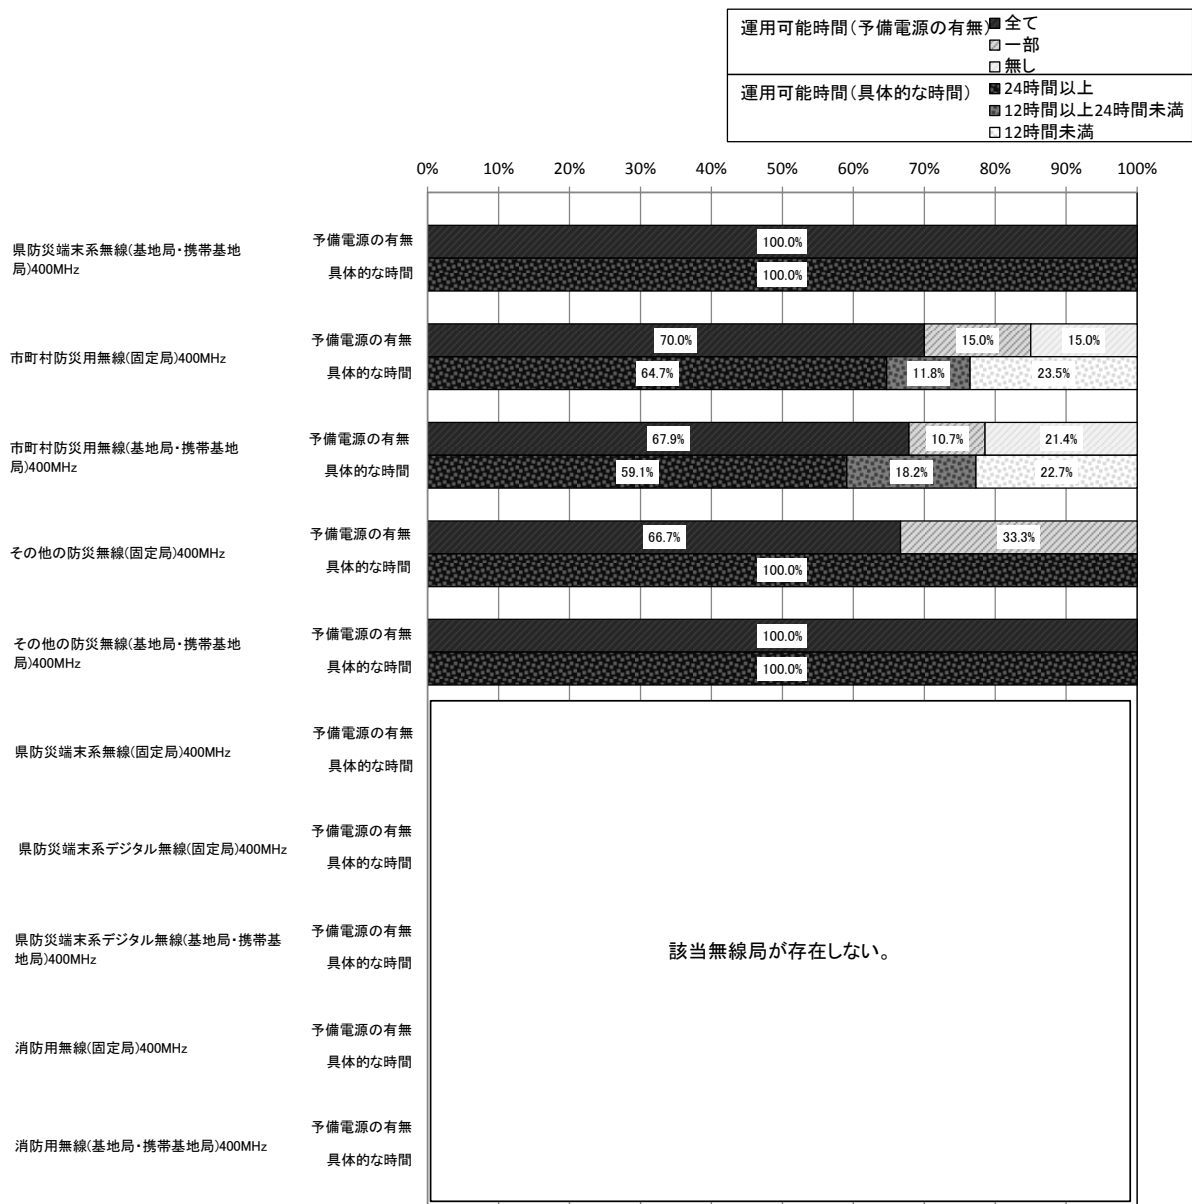 運用可能時間(予備電源の有無)
■全て
一部
無し
運用可能時間(具体的な時間)
24時間以上
12時間以上24時間未満
12時間未満
0% 10% 20% 30% 40% 50% 60% 70% 80% 90% 100%
県防災端末系無線(基地局・携帯基地
局)400MHz
予備電源の有無
100.0%
具体的な時間
100.0%
市町村防災用無線(固定局)400MHz
予備電源の有無
70.0% 15.0% 15.0%
具体的な時間
64.7% 11.8% 23.5%
市町村防災用無線(基地局・携帯基地
局)400MHz
予備電源の有無
67.9% 10.7% 21.4%
具体的な時間
59.1% 18.2% 22.7%
その他の防災無線(固定局)400MHz
予備電源の有無
66.7% 33.3%
具体的な時間
100.0%
その他の防災無線(基地局・携帯基地
局)400MHz
予備電源の有無
100.0%
具体的な時間
100.0%
県防災端末系無線(固定局)400MHz
予備電源の有無
具体的な時間
県防災端末系デジタル無線(固定局)400MHz
予備電源の有無
具体的な時間
県防災端末系デジタル無線(基地局・携帯基
地局)400MHz
予備電源の有無
具体的な時間
該当無線局が存在しない。
消防用無線(固定局)400MHz
予備電源の有無
具体的な時間
消防用無線(基地局・携帯基地局)400MHz
予備電源の有無
具体的な時間